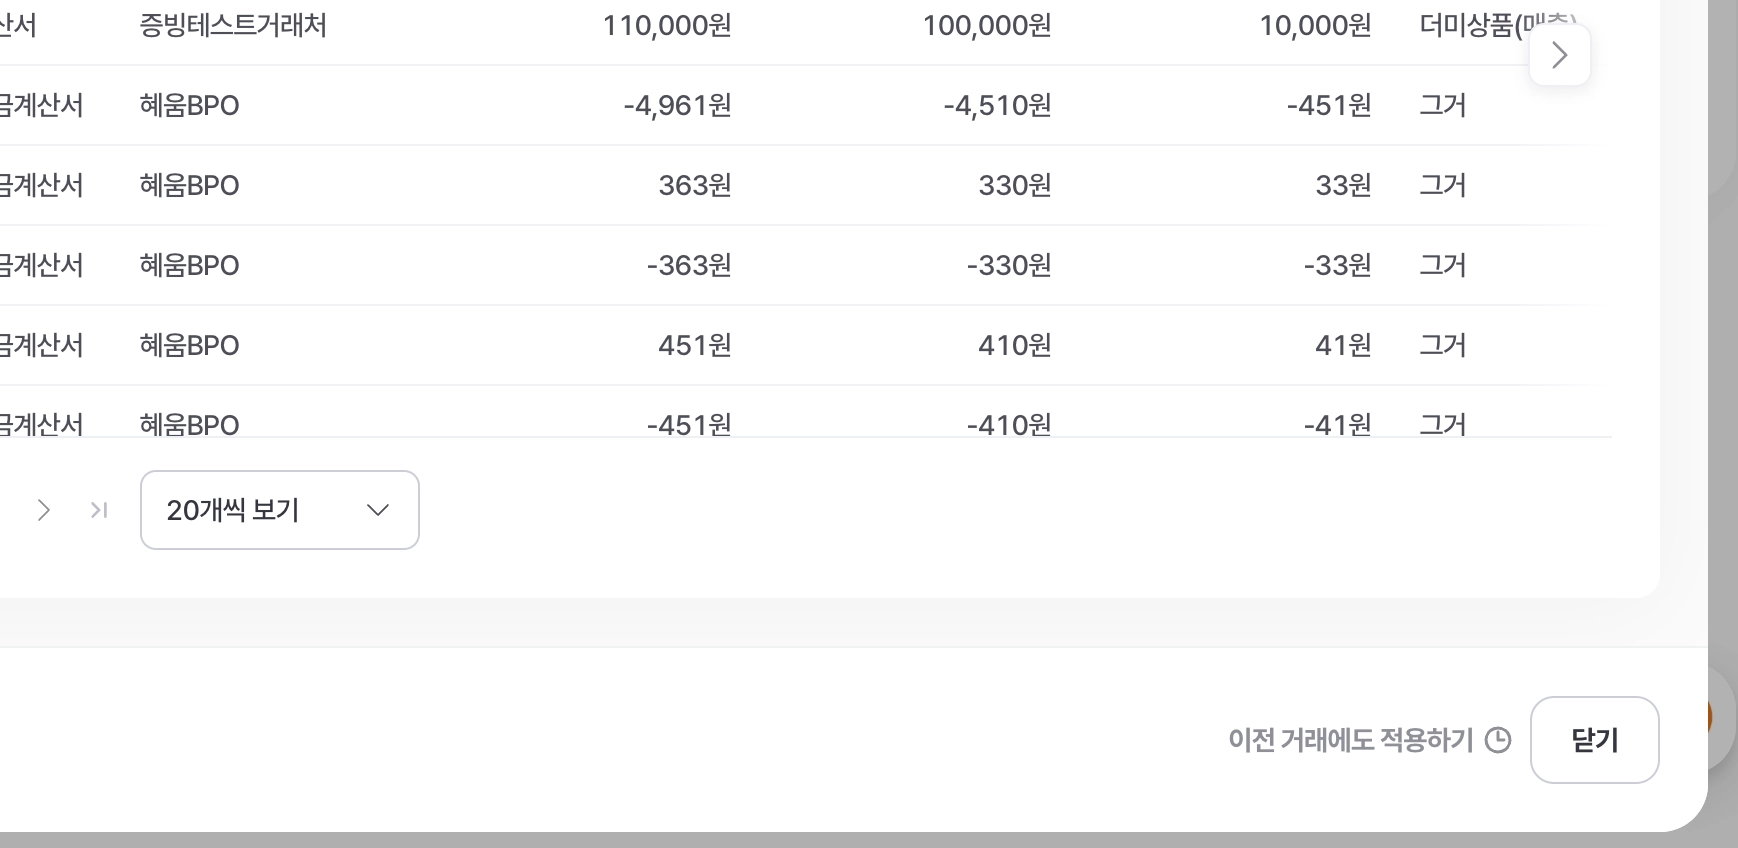 산서 증빙테스트거래처 110,000원 100,000원 10,000원 더미상품(매출)
금계산서 혜움BPO -4,961원 -4,510원 -451원 그거
금계산서 혜움BPO 363원 330원 33원 그거
금계산서 혜움BPO -363원 -330원 -33원 그거
금계산서 혜움BPO 451원 410원 41원 그거
금계산서 혜움BPO -451원 -410원 -41원 그거
20개씩 보기
이전 거래에도 적용하기 닫기